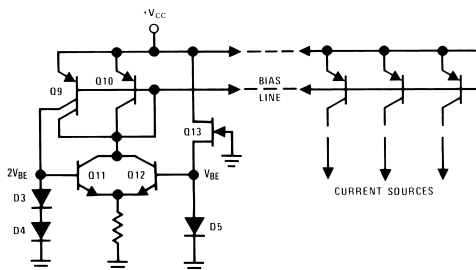 +VCC
Q9
Q10
BIAS
LINE
Q13
2VBE
Q11
Q12
VBE
D3
D4
D5
CURRENT SOURCES